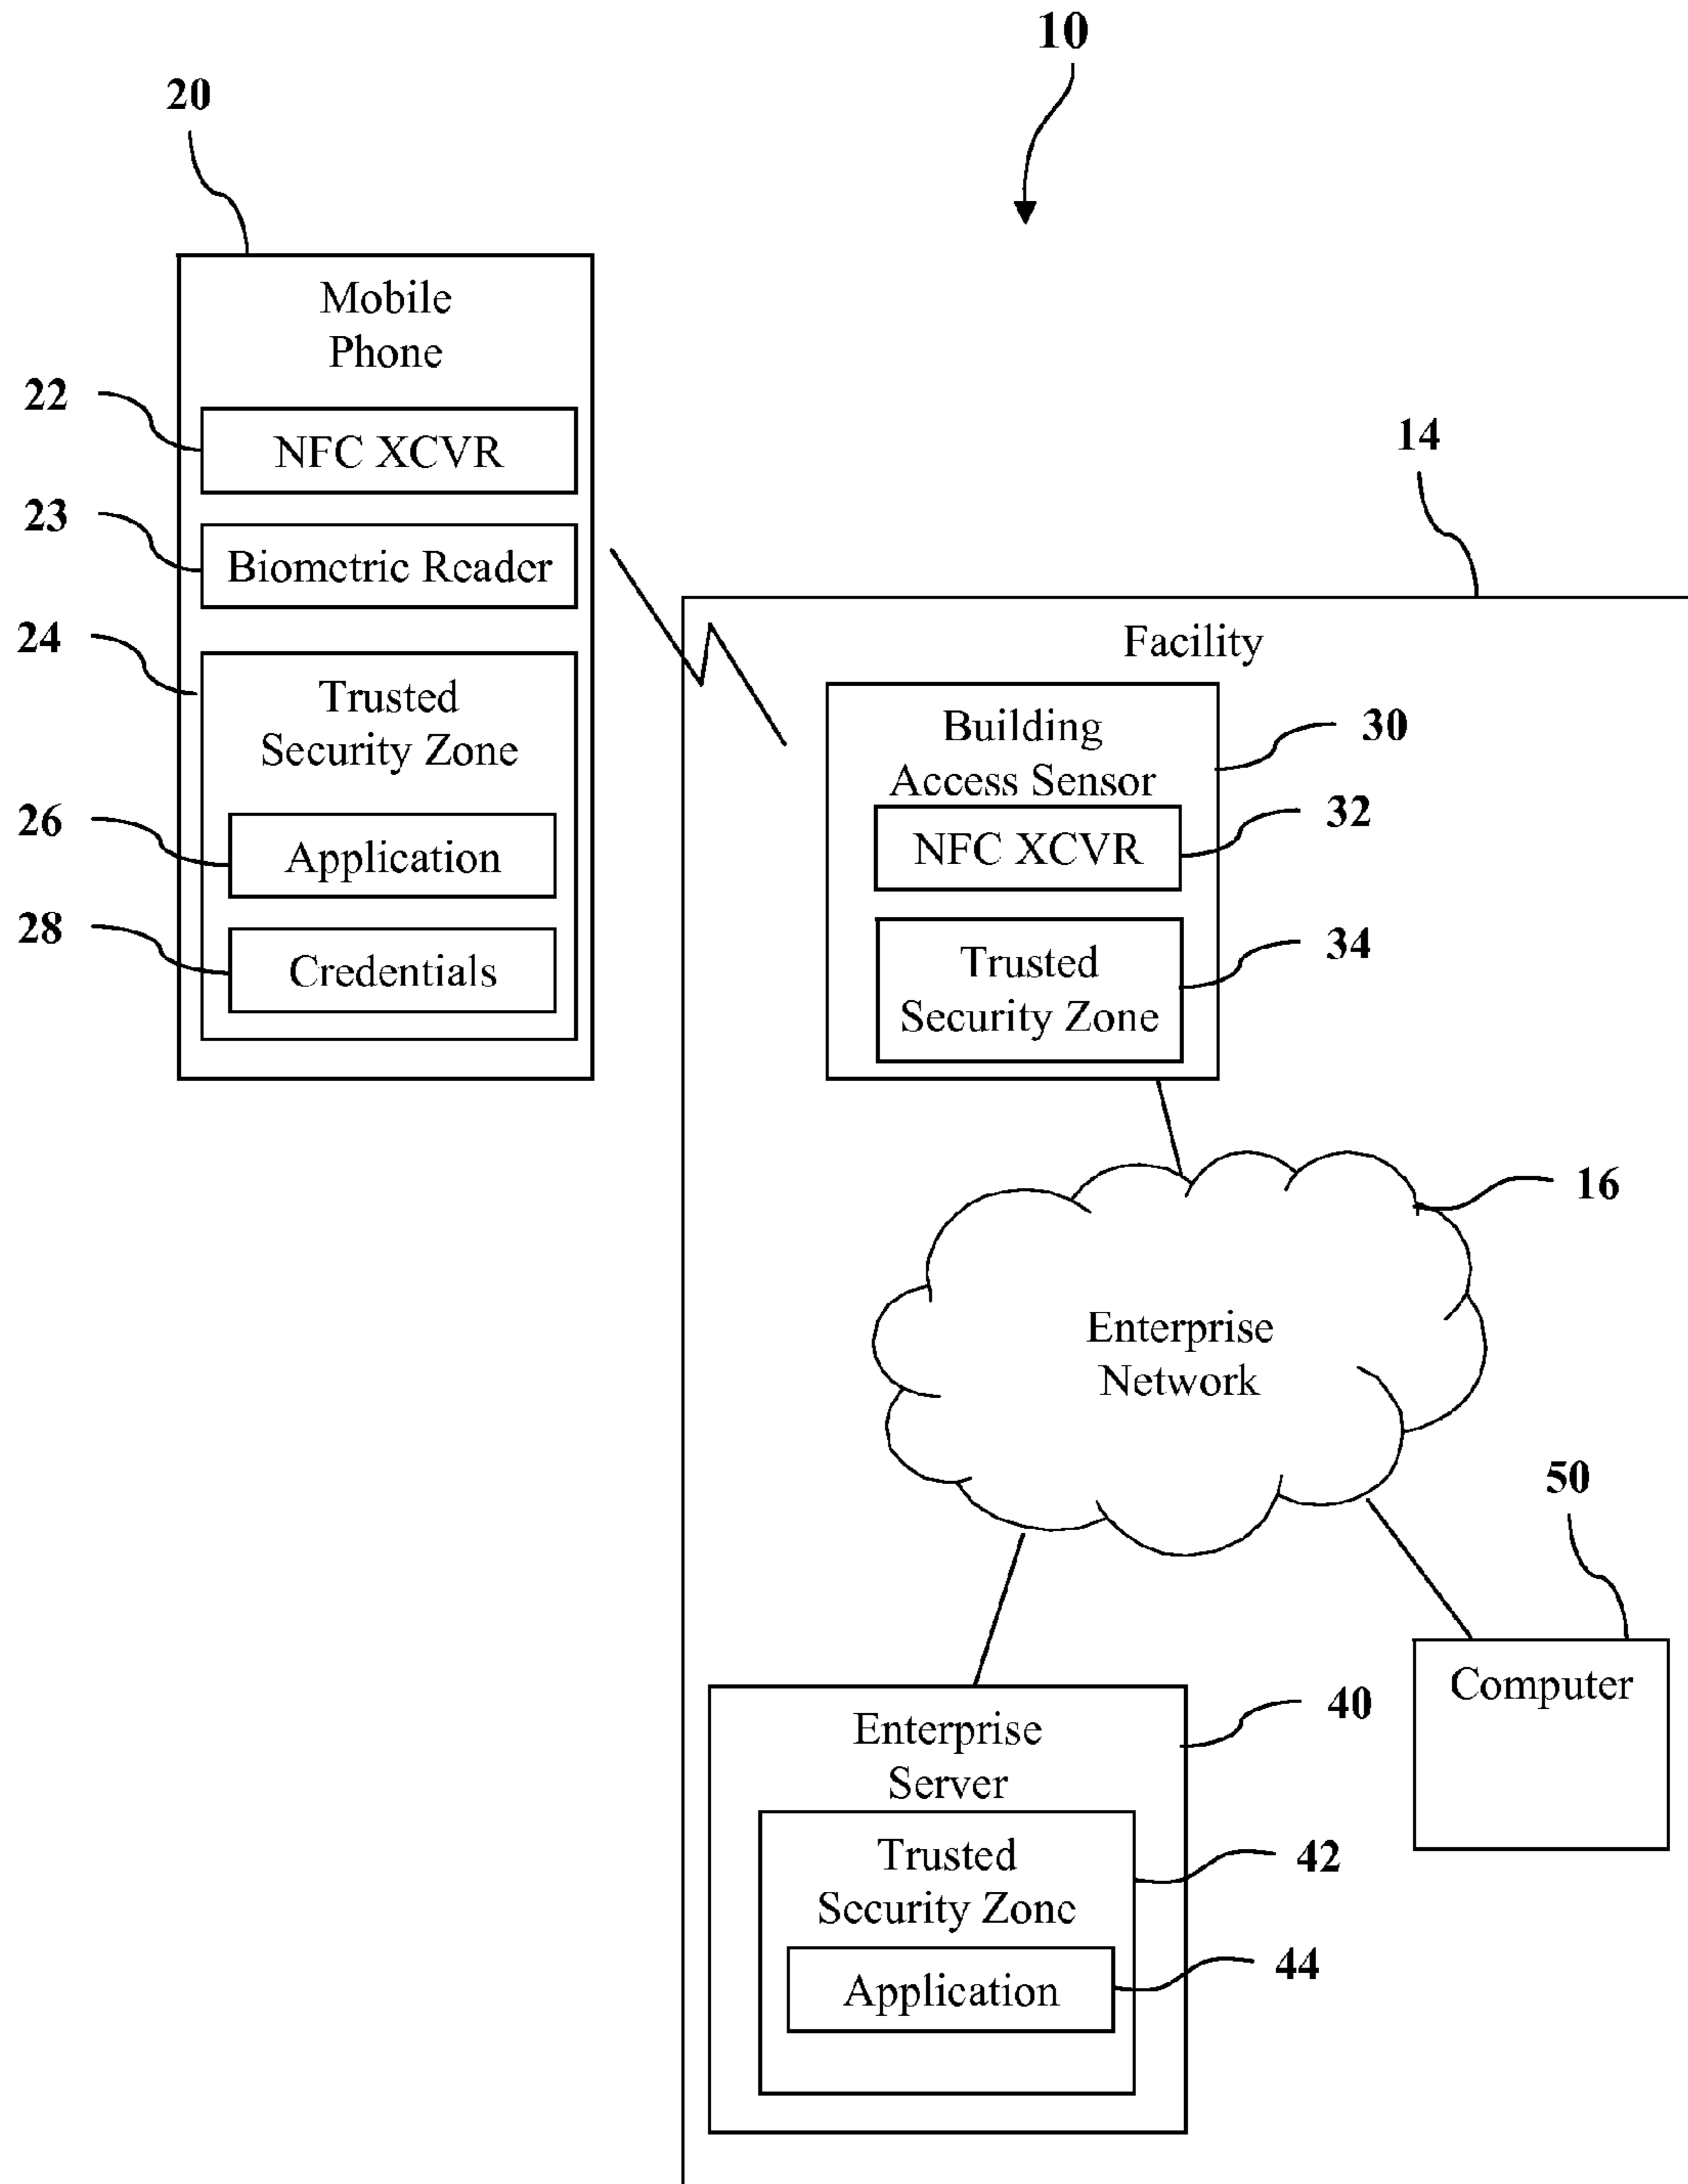 10
20
Mobile
Phone
22
NFC XCVR
23
Biometric Reader
24
Trusted
Security Zone
26
Application
28
Credentials
14
Facility
Building
Access Sensor
30
NFC XCVR
32
Trusted
Security Zone
34
16
Enterprise
Network
50
Computer
Enterprise
Server
40
Trusted
Security Zone
42
Application
44